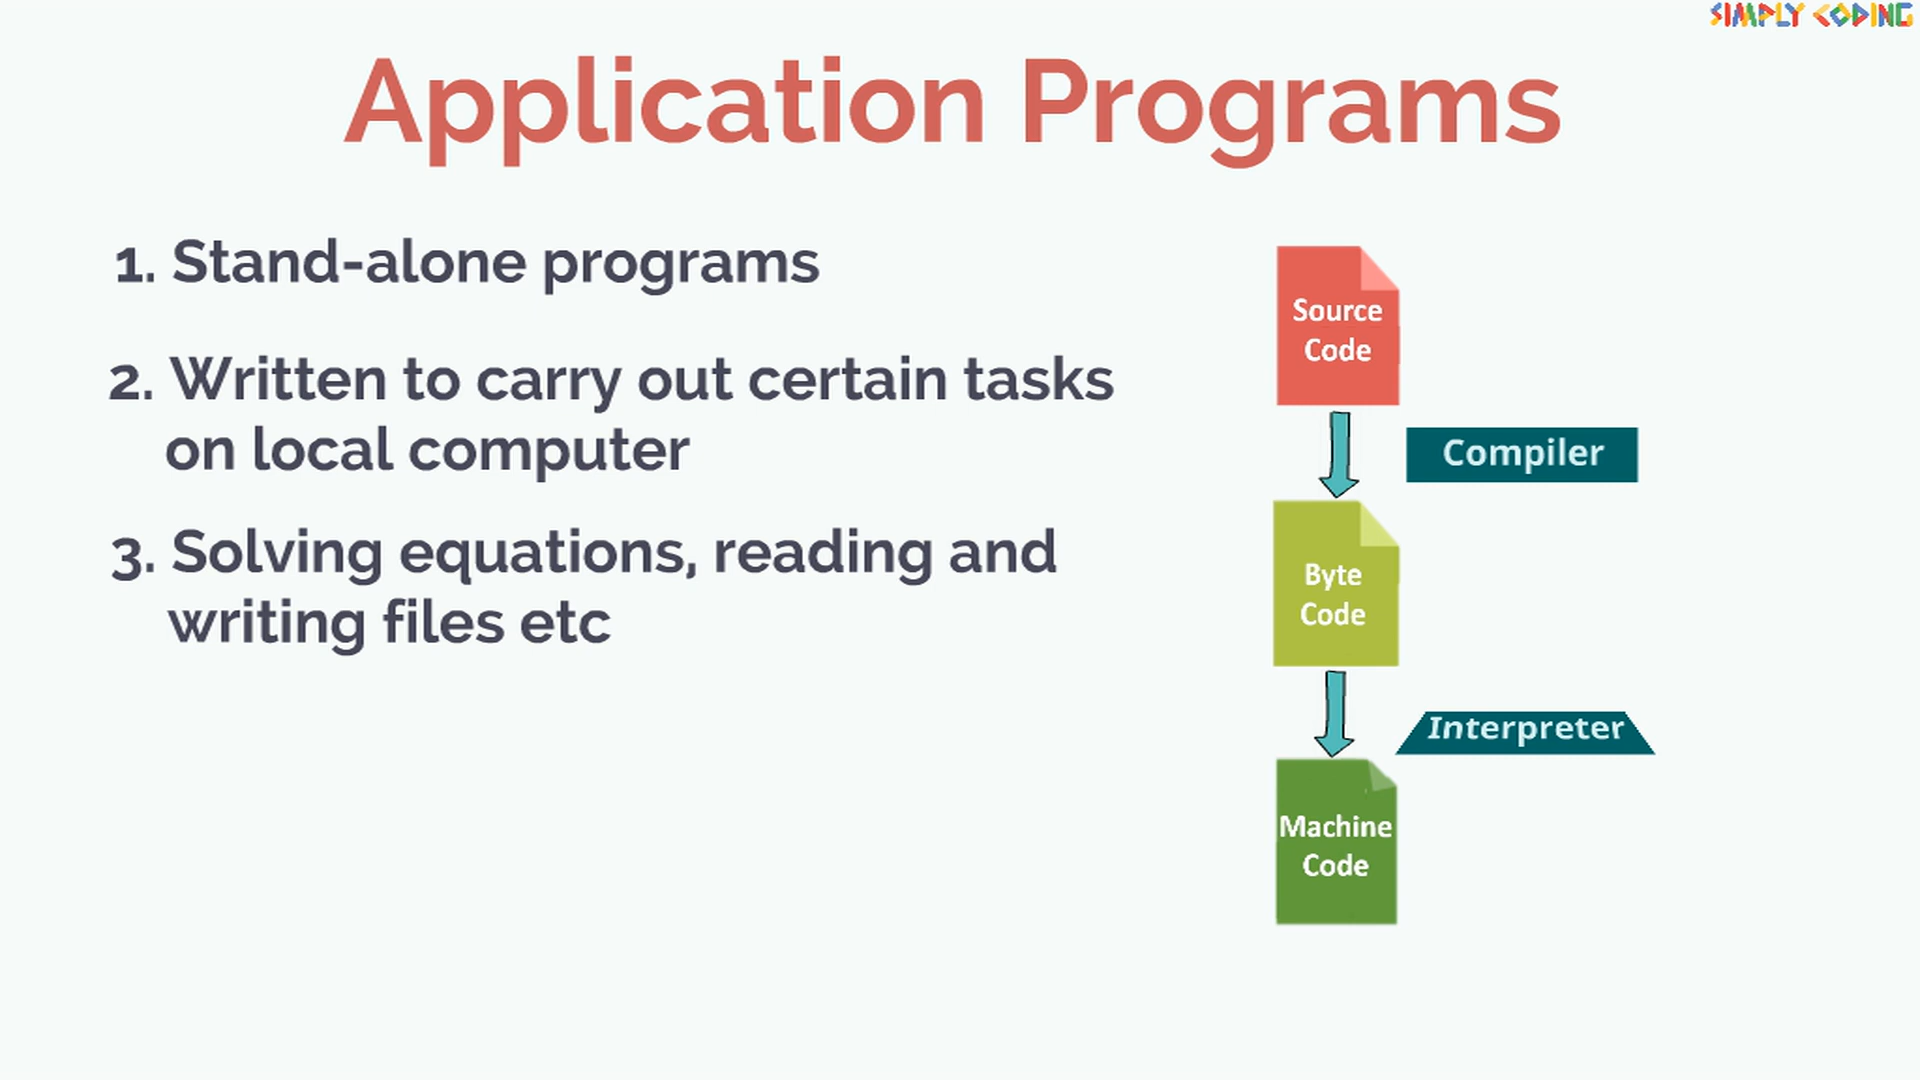 SIMPLY CODING
Application Programs
1. Stand-alone programs
2. Written to carry out certain tasks
on local computer
3. Solving equations, reading and
writing files etc
Source
Code
Compiler
Byte
Code
Interpreter
Machine
Code